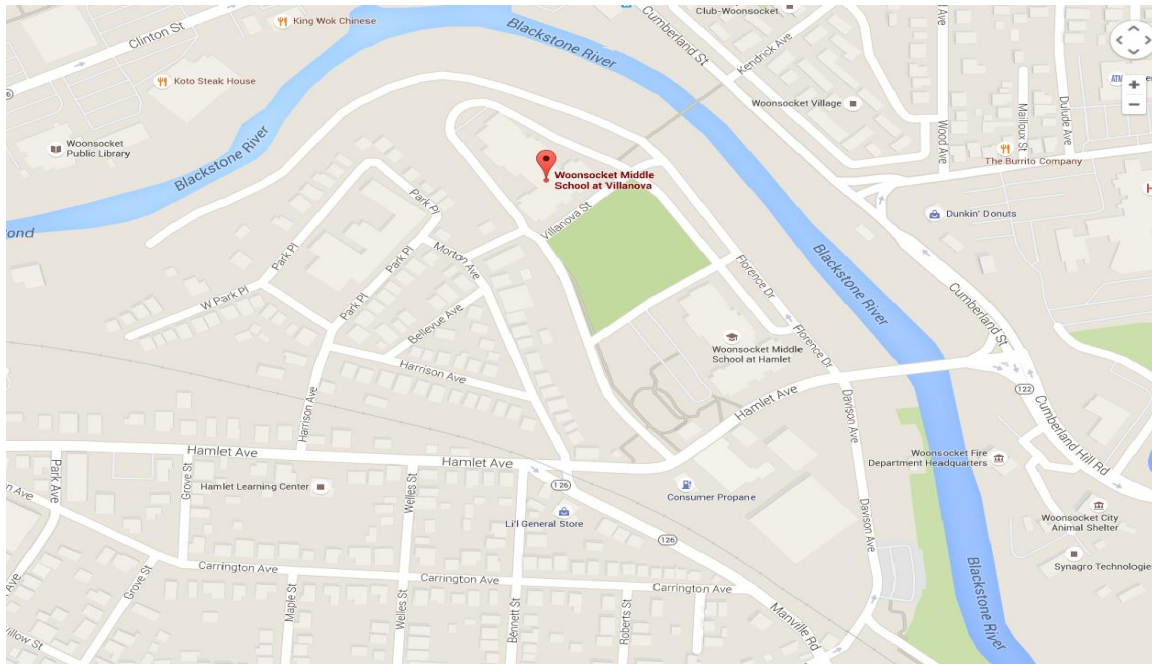 King Wok Chinese
Clinton St
Koto Steak House
Woonsocket
Public Library
Blackstone River
Blackstone River
Cumberland St
Club-Woonsocket
Kendrick Ave
Woonsocket Village
Wood Ave
Mailloux St
Dulude Ave
ATM
The Burrito Company
Dunkin' Donuts
H
+
−
Woonsocket Middle
School at Villanova
Villanova St
Park Pl
Park Pl
Park Pl
Park Pl
W Park Pl
Morton Ave
Bellevue Ave
Harrison Ave
Harrison Ave
ond
Florence Dr
Florence Dr
Woonsocket Middle
School at Hamlet
Blackstone River
Cumberland St
122
Cumberland Hill Rd
Hamlet Ave
Hamlet Ave
Hamlet Ave
Davison Ave
Davison Ave
Woonsocket Fire
Department Headquarters
Woonsocket City
Animal Shelter
Synagro Technologie
Blackstone River
Consumer Propane
126
126
Li'l General Store
Hamlet Learning Center
Park Ave
Grove St
Grove St
Welles St
Welles St
Carrington Ave
Carrington Ave
Carrington Ave
Maple St
Bennett St
Roberts St
Manville Rd
illow St
Ave